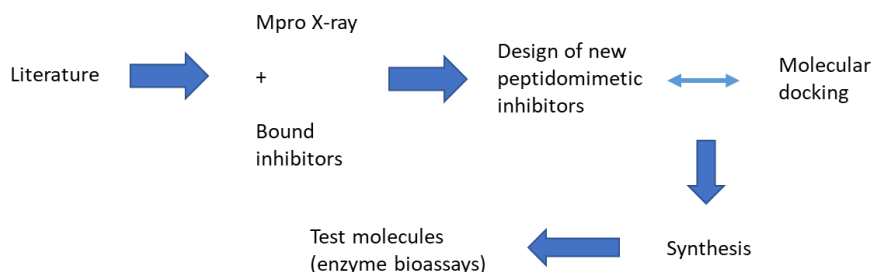 Literature
Mpro X-ray
+
Bound
inhibitors
Design of new
peptidomimetic
inhibitors
Molecular
docking
Synthesis
Test molecules
(enzyme bioassays)